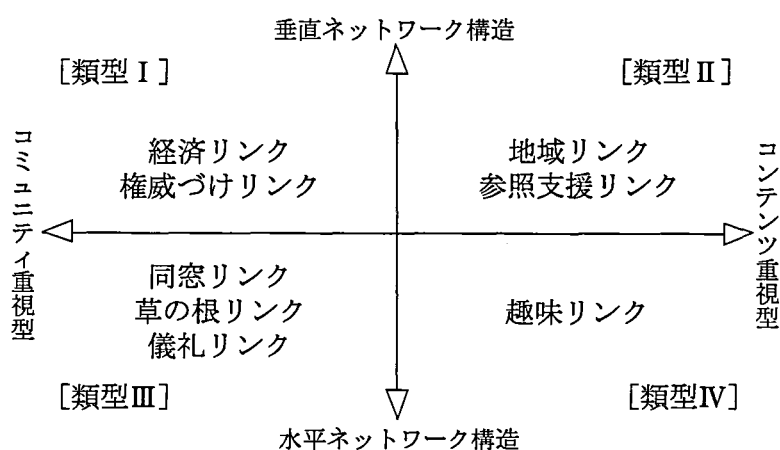 垂直ネットワーク構造
［類型Ⅰ］
［類型Ⅱ］
コミュニティ重視型
経済リンク
権威づけリンク
地域リンク
参照支援リンク
コンテンツ重視型
同窓リンク
草の根リンク
儀礼リンク
趣味リンク
［類型Ⅲ］
［類型Ⅳ］
水平ネットワーク構造